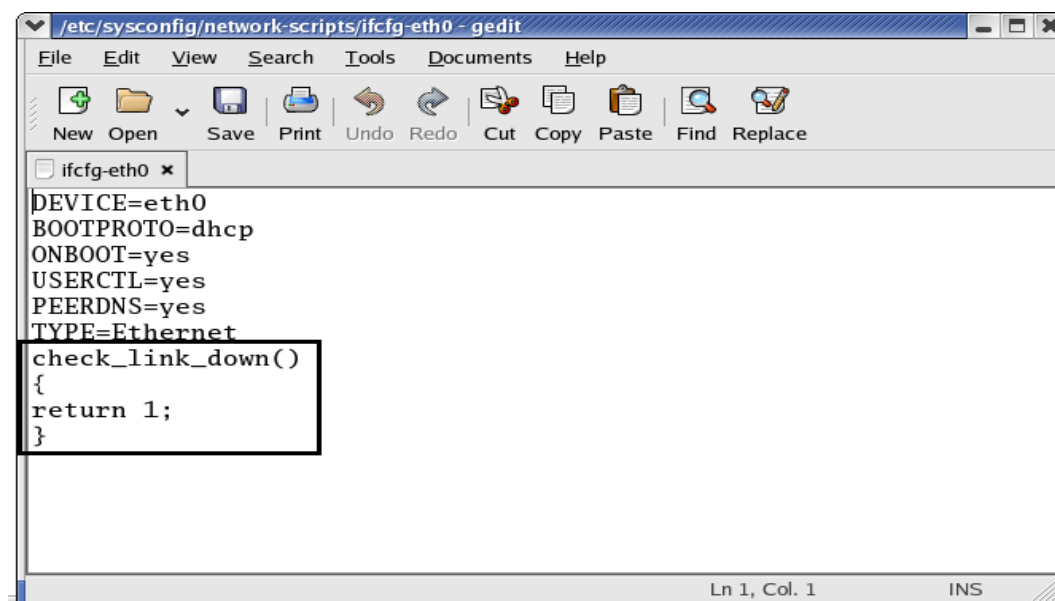 /etc/sysconfig/network-scripts/ifcfg-eth0 - gedit
File Edit View Search Tools Documents Help
New Open Save Print Undo Redo Cut Copy Paste Find Replace
ifcfg-eth0
DEVICE=eth0
BOOTPROTO=dhcp
ONBOOT=yes
USERCTL=yes
PEERDNS=yes
TYPE=Ethernet
check_link_down()
{
return 1;
}
Ln 1, Col. 1 INS